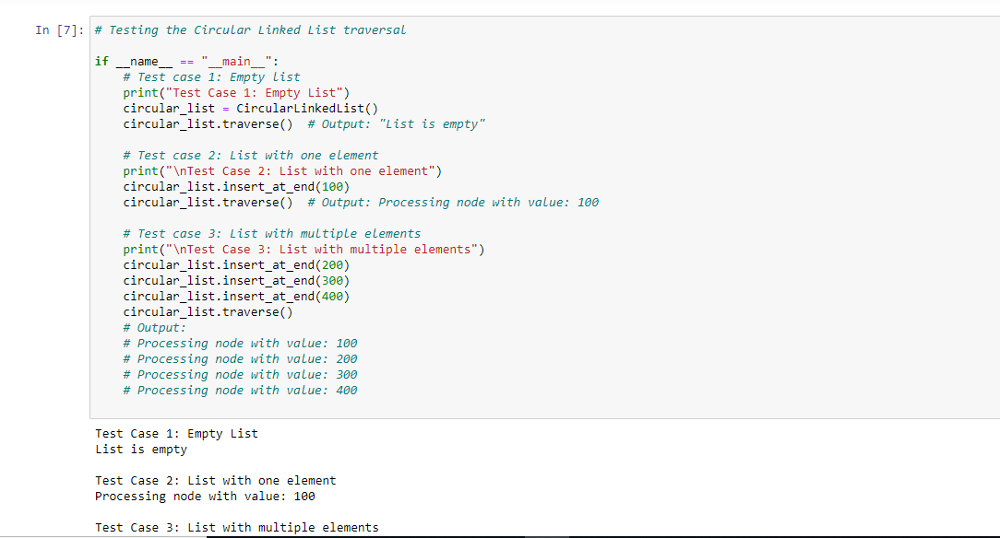 In [7]: # Testing the Circular Linked List traversal

if __name__ == "__main__":
    # Test case 1: Empty list
    print("Test Case 1: Empty List")
    circular_list = CircularLinkedList()
    circular_list.traverse()  # Output: "List is empty"

    # Test case 2: List with one element
    print("\nTest Case 2: List with one element")
    circular_list.insert_at_end(100)
    circular_list.traverse()  # Output: Processing node with value: 100

    # Test case 3: List with multiple elements
    print("\nTest Case 3: List with multiple elements")
    circular_list.insert_at_end(200)
    circular_list.insert_at_end(300)
    circular_list.insert_at_end(400)
    circular_list.traverse()
    # Output:
    # Processing node with value: 100
    # Processing node with value: 200
    # Processing node with value: 300
    # Processing node with value: 400

Test Case 1: Empty List
List is empty

Test Case 2: List with one element
Processing node with value: 100

Test Case 3: List with multiple elements